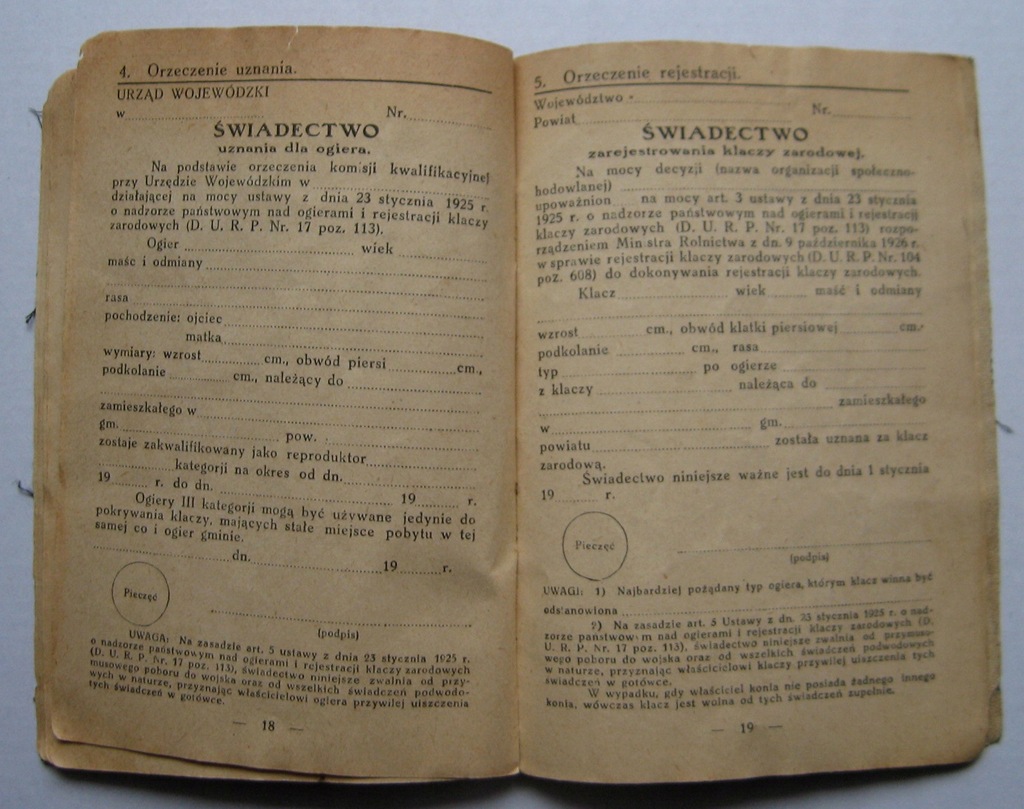 4. Orzeczenie uznania.
URZĄD WOJEWÓDZKI
w Nr.
ŚWIADECTWO
uznania dla ogiera.
Na podstawie orzeczenia komisji kwalifikacyjnej
przy Urzędzie Wojewódzkim w
działającej na mocy ustawy z dnia 23 stycznia 1925 r.
o nadzorze państwowym nad ogierami i rejestracji klaczy
zarodowych (D. U. R. P. Nr. 17 poz. 113).
Ogier wiek
maść i odmiany
rasa
pochodzenie: ojciec
matka
wymiary: wzrost cm., obwód piersi cm.,
podkolanie cm., należący do
zamieszkałego w
gm. pow.
zostaje zakwalifikowany jako reproduktor
kategorji na okres od dn.
19 r. do dn. 19 r.
Ogiery III kategorji mogą być używane jedynie do
pokrywania klaczy, mających stałe miejsce pobytu w tej
samej co i ogier gminie.
dn. 19 r.
Pieczęć
(podpis)
UWAGA: Na zasadzie art. 5 ustawy z dnia 23 stycznia 1925 r.
o nadzorze państwowym nad ogierami i rejestracji klaczy zarodowych
(D. U. R. P. Nr. 17 poz. 113), świadectwo niniejsze zwalnia od przy-
musowego poboru do wojska oraz od wszelkich świadczeń podwodo-
wych w naturze, przyznając właścicielowi ogiera przywilej uiszczenia
tych świadczeń w gotówce.
— 18 —
5. Orzeczenie rejestracji.
Województwo
Powiat Nr.
ŚWIADECTWO
zarejestrowania klaczy zarodowej.
Na mocy decyzji (nazwa organizacji społeczno-
hodowlanej)
upoważnion na mocy art. 3 ustawy z dnia 23 stycznia
1925 r. o nadzorze państwowym nad ogierami i rejestracji
klaczy zarodowych (D. U. R. P. Nr. 17 poz. 113) rozpo-
rządzeniem Ministra Rolnictwa z dn. 9 października 1926 r.
w sprawie rejestracji klaczy zarodowych (D. U. R. P. Nr. 104
poz. 608) do dokonywania rejestracji klaczy zarodowych.
Klacz wiek maść i odmiany
wzrost cm., obwód klatki piersiowej cm.
podkolanie cm., rasa
typ po ogierze
z klaczy należąca do
zamieszkałego
w gm.
powiatu została uznana za klacz
zarodową.
Świadectwo niniejsze ważne jest do dnia 1 stycznia
19 r.
Pieczęć
(podpis)
UWAGI: 1) Najbardziej pożądany typ ogiera, którym klacz winna być
odstanowiona
2) Na zasadzie art. 5 Ustawy z dn. 23 stycznia 1925 r. o nad-
zorze państwowym nad ogierami i rejestracji klaczy zarodowych (D.
U. R. P. Nr. 17 poz. 113), świadectwo niniejsze zwalnia od przymuso-
wego poboru do wojska oraz od wszelkich świadczeń podwodowych
w naturze, przyznając właścicielowi klaczy przywilej uiszczenia tych
świadczeń w gotówce.
W wypadku, gdy właściciel konia nie posiada żadnego innego
konia, wówczas klacz jest wolna od tych świadczeń zupełnie.
— 19 —